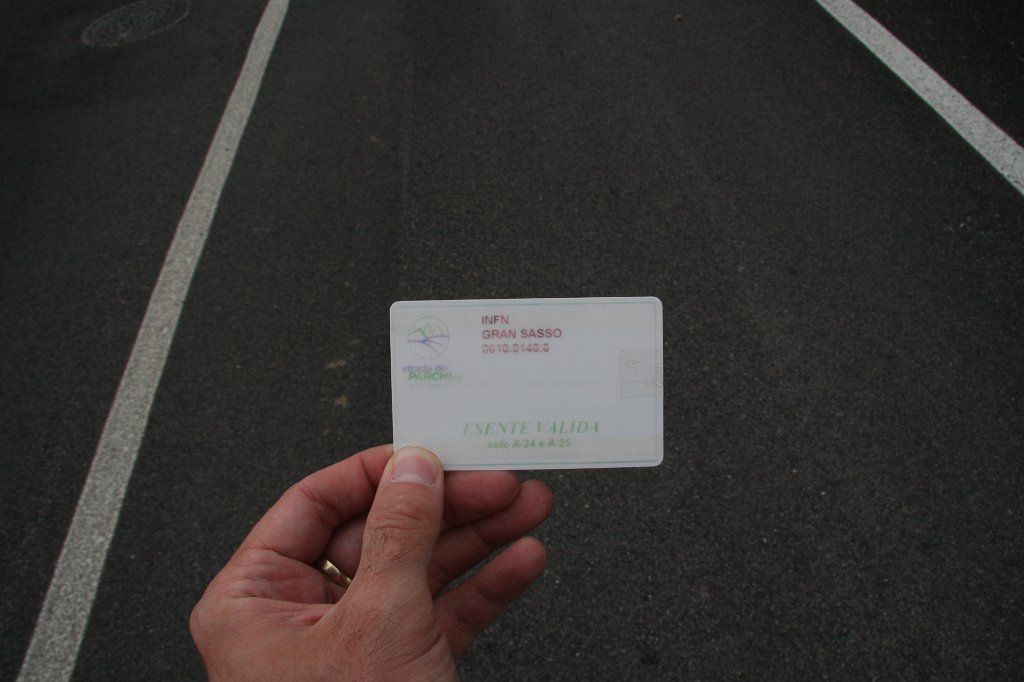 INFN
GRAN SASSO
strada dei
PARCHI
ESENTE VALIDA
solo A/24 e A/25